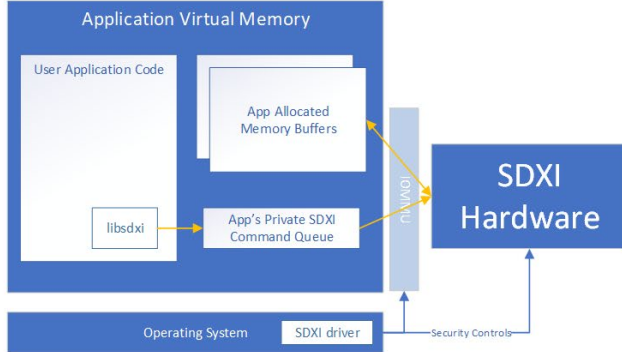 Application Virtual Memory
User Application Code
App Allocated
Memory Buffers
libsdxi
App's Private SDXI
Command Queue
IOMMU
SDXI
Hardware
Operating System
SDXI driver
Security Controls